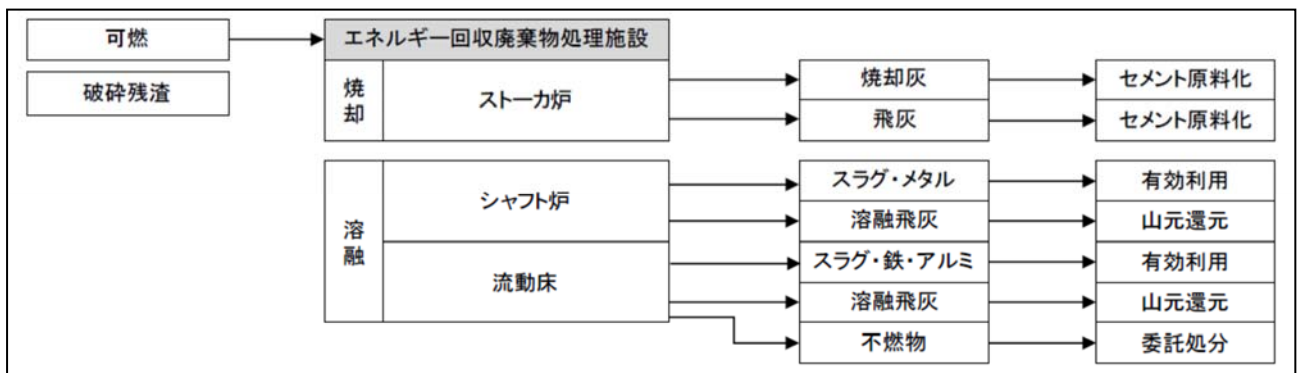 可燃
エネルギー回収廃棄物処理施設
破砕残渣
焼却
ストーカ炉
焼却灰
セメント原料化
飛灰
セメント原料化
溶融
シャフト炉
スラグ・メタル
有効利用
溶融飛灰
山元還元
流動床
スラグ・鉄・アルミ
有効利用
溶融飛灰
山元還元
不燃物
委託処分